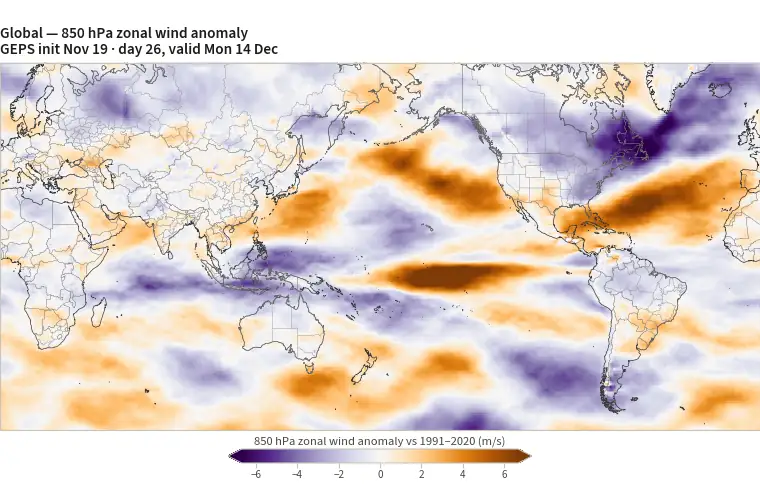 Global — 850 hPa zonal wind anomaly
GEPS init Nov 19 · day 26, valid Mon 14 Dec
850 hPa zonal wind anomaly vs 1991–2020 (m/s)
−6 −4 −2 0 2 4 6